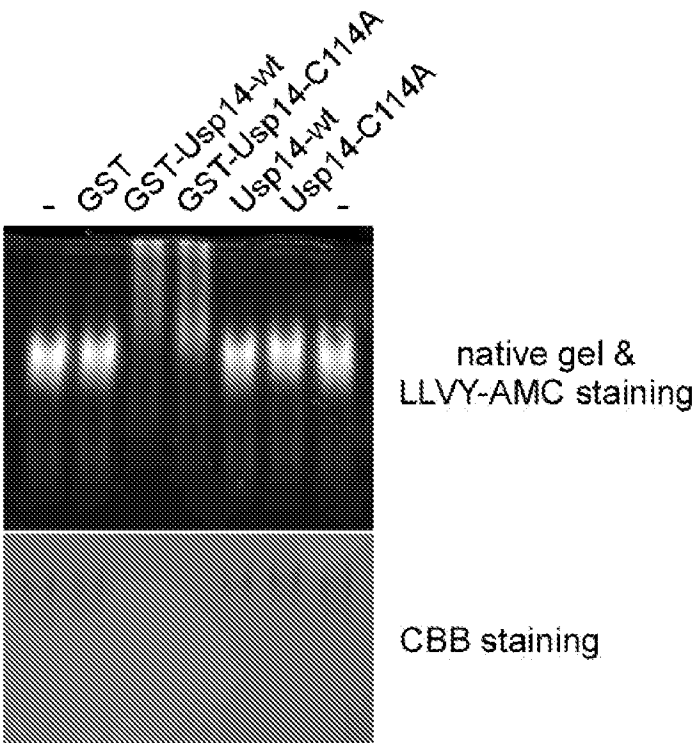 -
GST
GST-Usp14-wt
GST-Usp14-C114A
Usp14-wt
Usp14-C114A
-
native gel &
LLVY-AMC staining
CBB staining